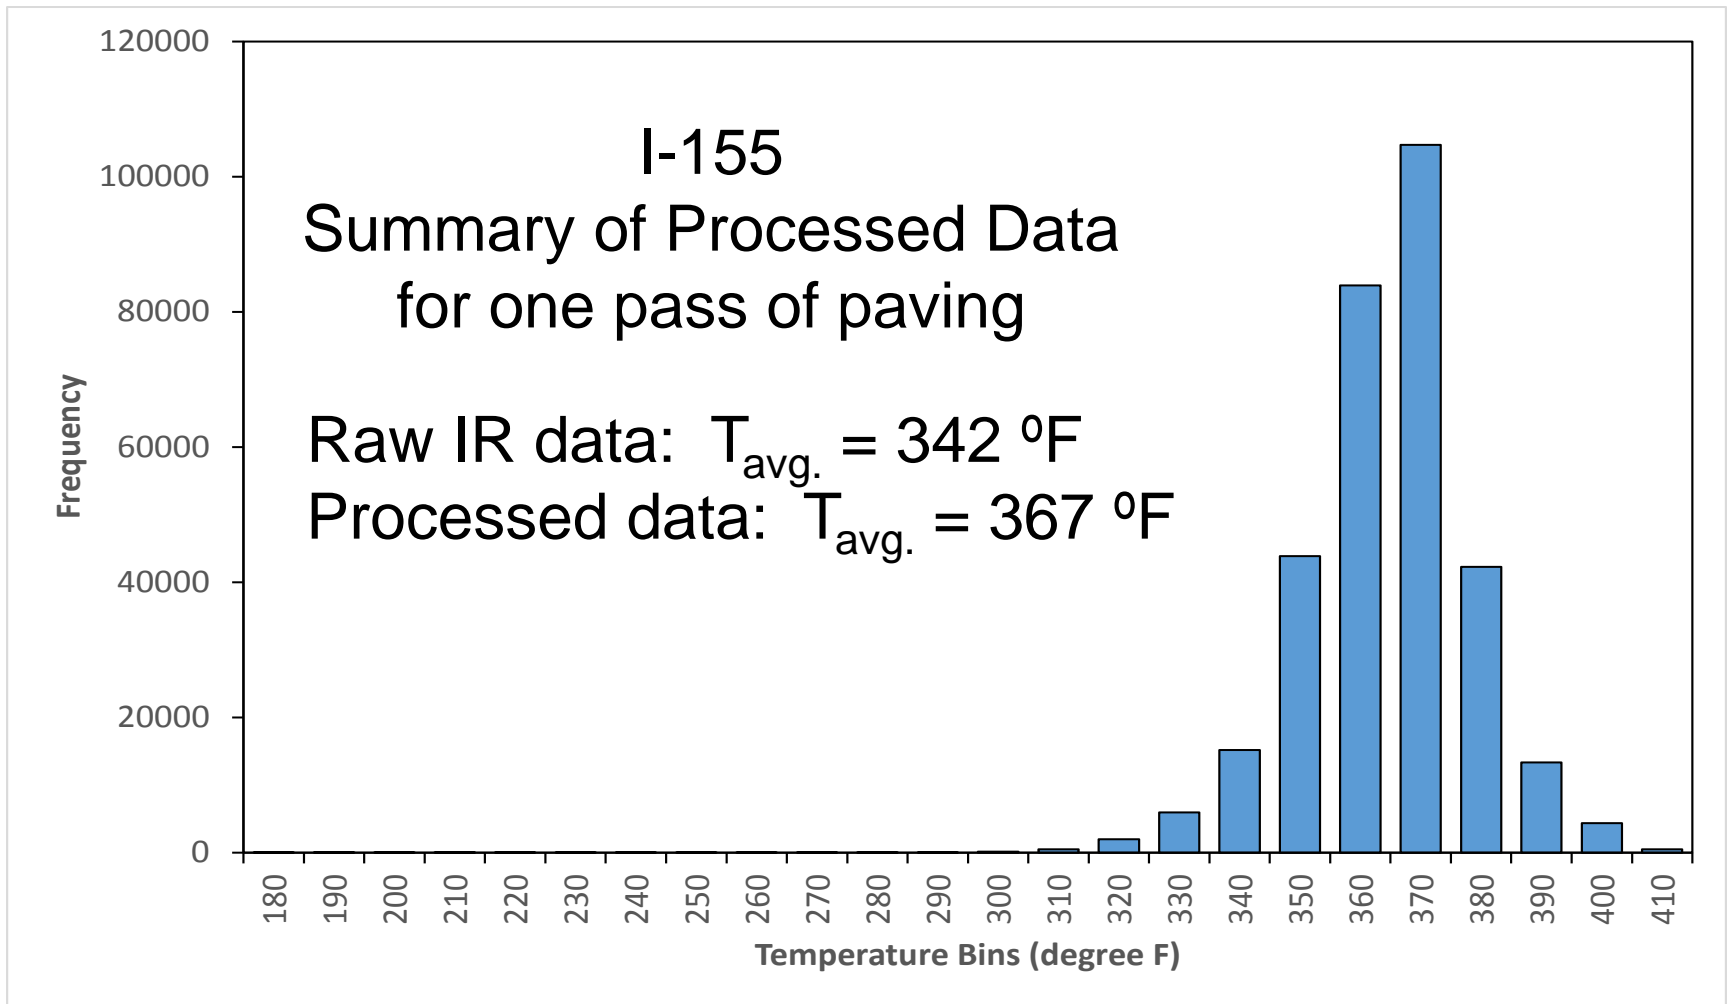 120000
100000
80000
60000
40000
20000
0
Frequency
I-155
Summary of Processed Data
for one pass of paving
Raw IR data: Tavg. = 342 ºF
Processed data: Tavg. = 367 ºF
180 190 200 210 220 230 240 250 260 270 280 290 300 310 320 330 340 350 360 370 380 390 400 410
Temperature Bins (degree F)